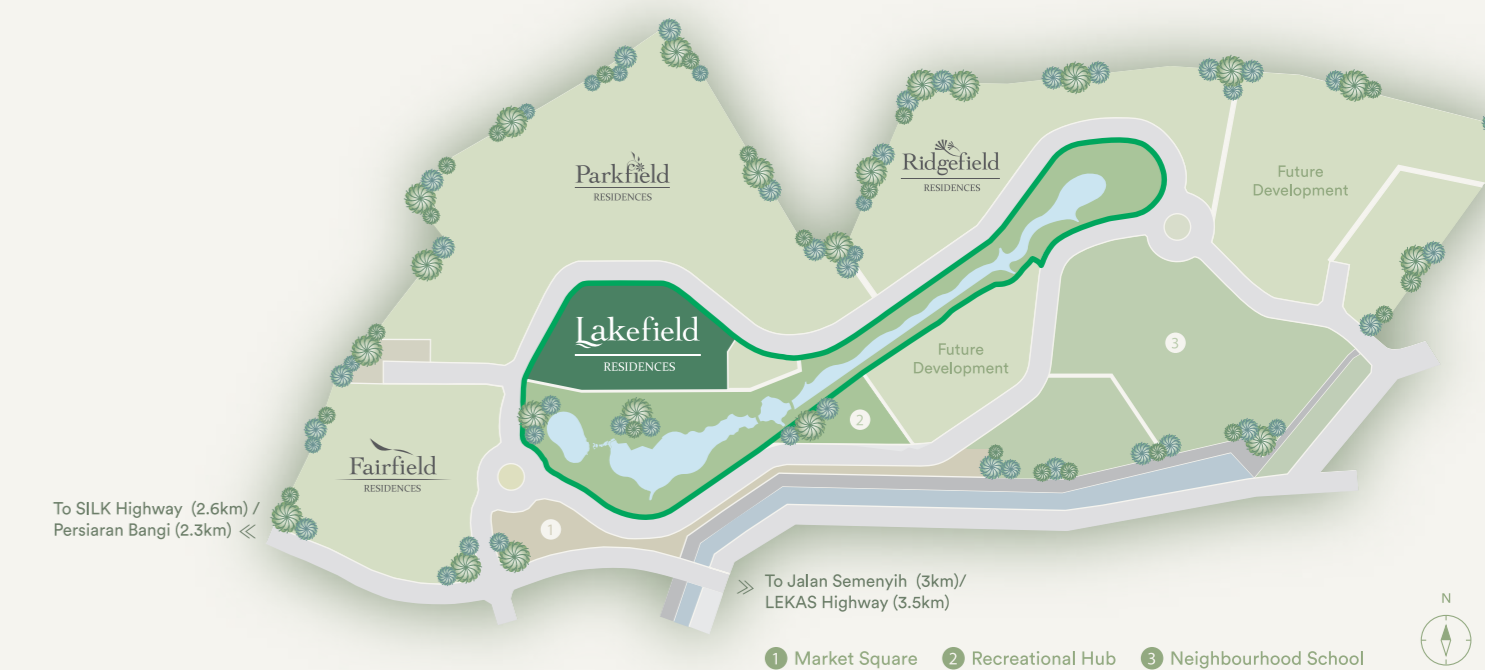 Parkfield
RESIDENCES
Ridgefield
RESIDENCES
Future
Development
Lakefield
RESIDENCES
Future
Development
3
2
Fairfield
RESIDENCES
To SILK Highway (2.6km) /
Persiaran Bangi (2.3km) <<
1
>> To Jalan Semenyih (3km)/
LEKAS Highway (3.5km)
N
1 Market Square 2 Recreational Hub 3 Neighbourhood School